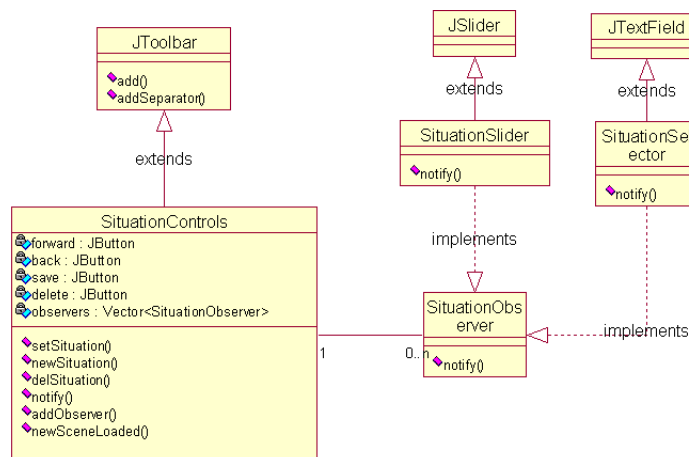 JToolbar
add()
addSeparator()
extends
JSlider
extends
JTextField
extends
SituationSlider
notify()
SituationSel
ector
notify()
SituationControls
forward : JButton
back : JButton
save : JButton
delete : JButton
observers : Vector<SituationObserver>
setSituation()
newSituation()
delSituation()
notify()
addObserver()
newSceneLoaded()
implements
SituationObs
erver
notify()
1
0..n
implements